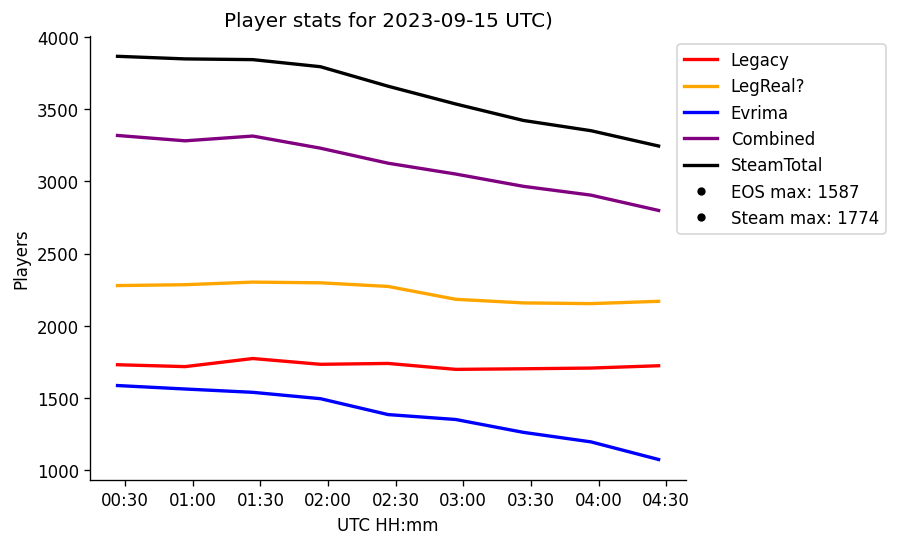 Player stats for 2023-09-15 UTC)
4000
3500
3000
2500
2000
1500
1000
Players
00:30 01:00 01:30 02:00 02:30 03:00 03:30 04:00 04:30
UTC HH:mm
Legacy
LegReal?
Evrima
Combined
SteamTotal
EOS max: 1587
Steam max: 1774